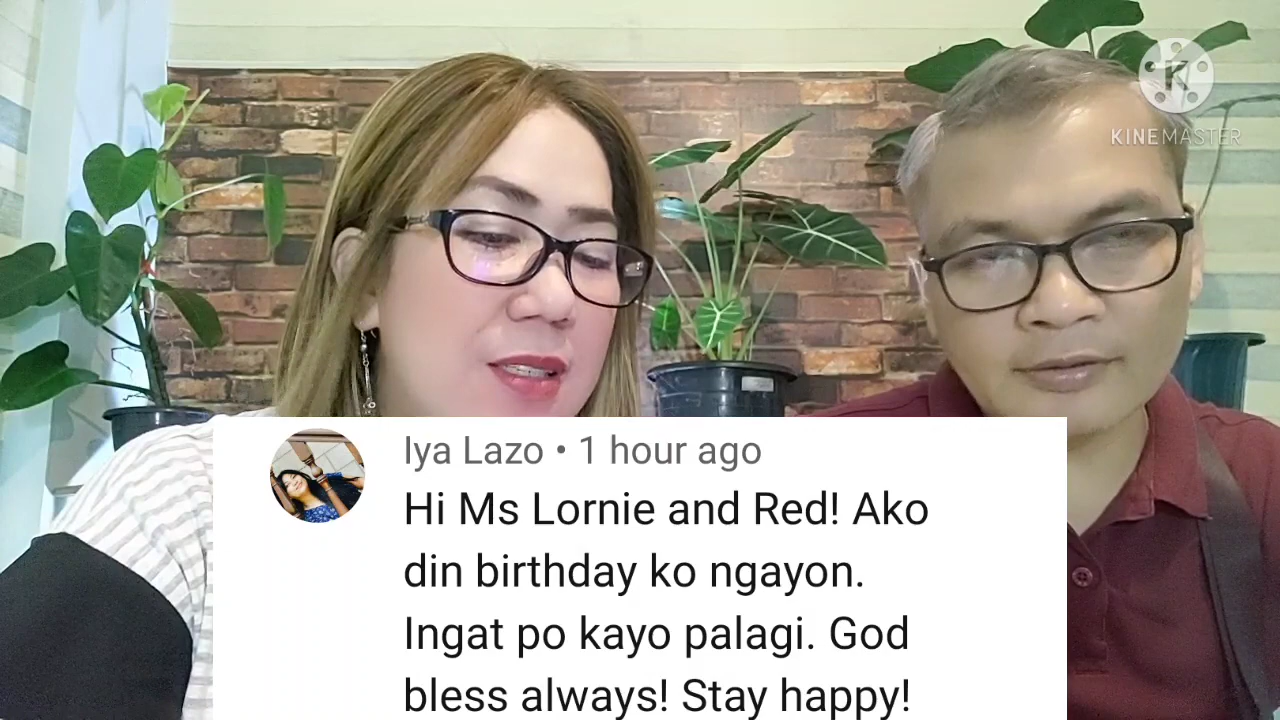 KINEMASTER
Iya Lazo • 1 hour ago
Hi Ms Lornie and Red! Ako
din birthday ko ngayon.
Ingat po kayo palagi. God
bless always! Stay happy!